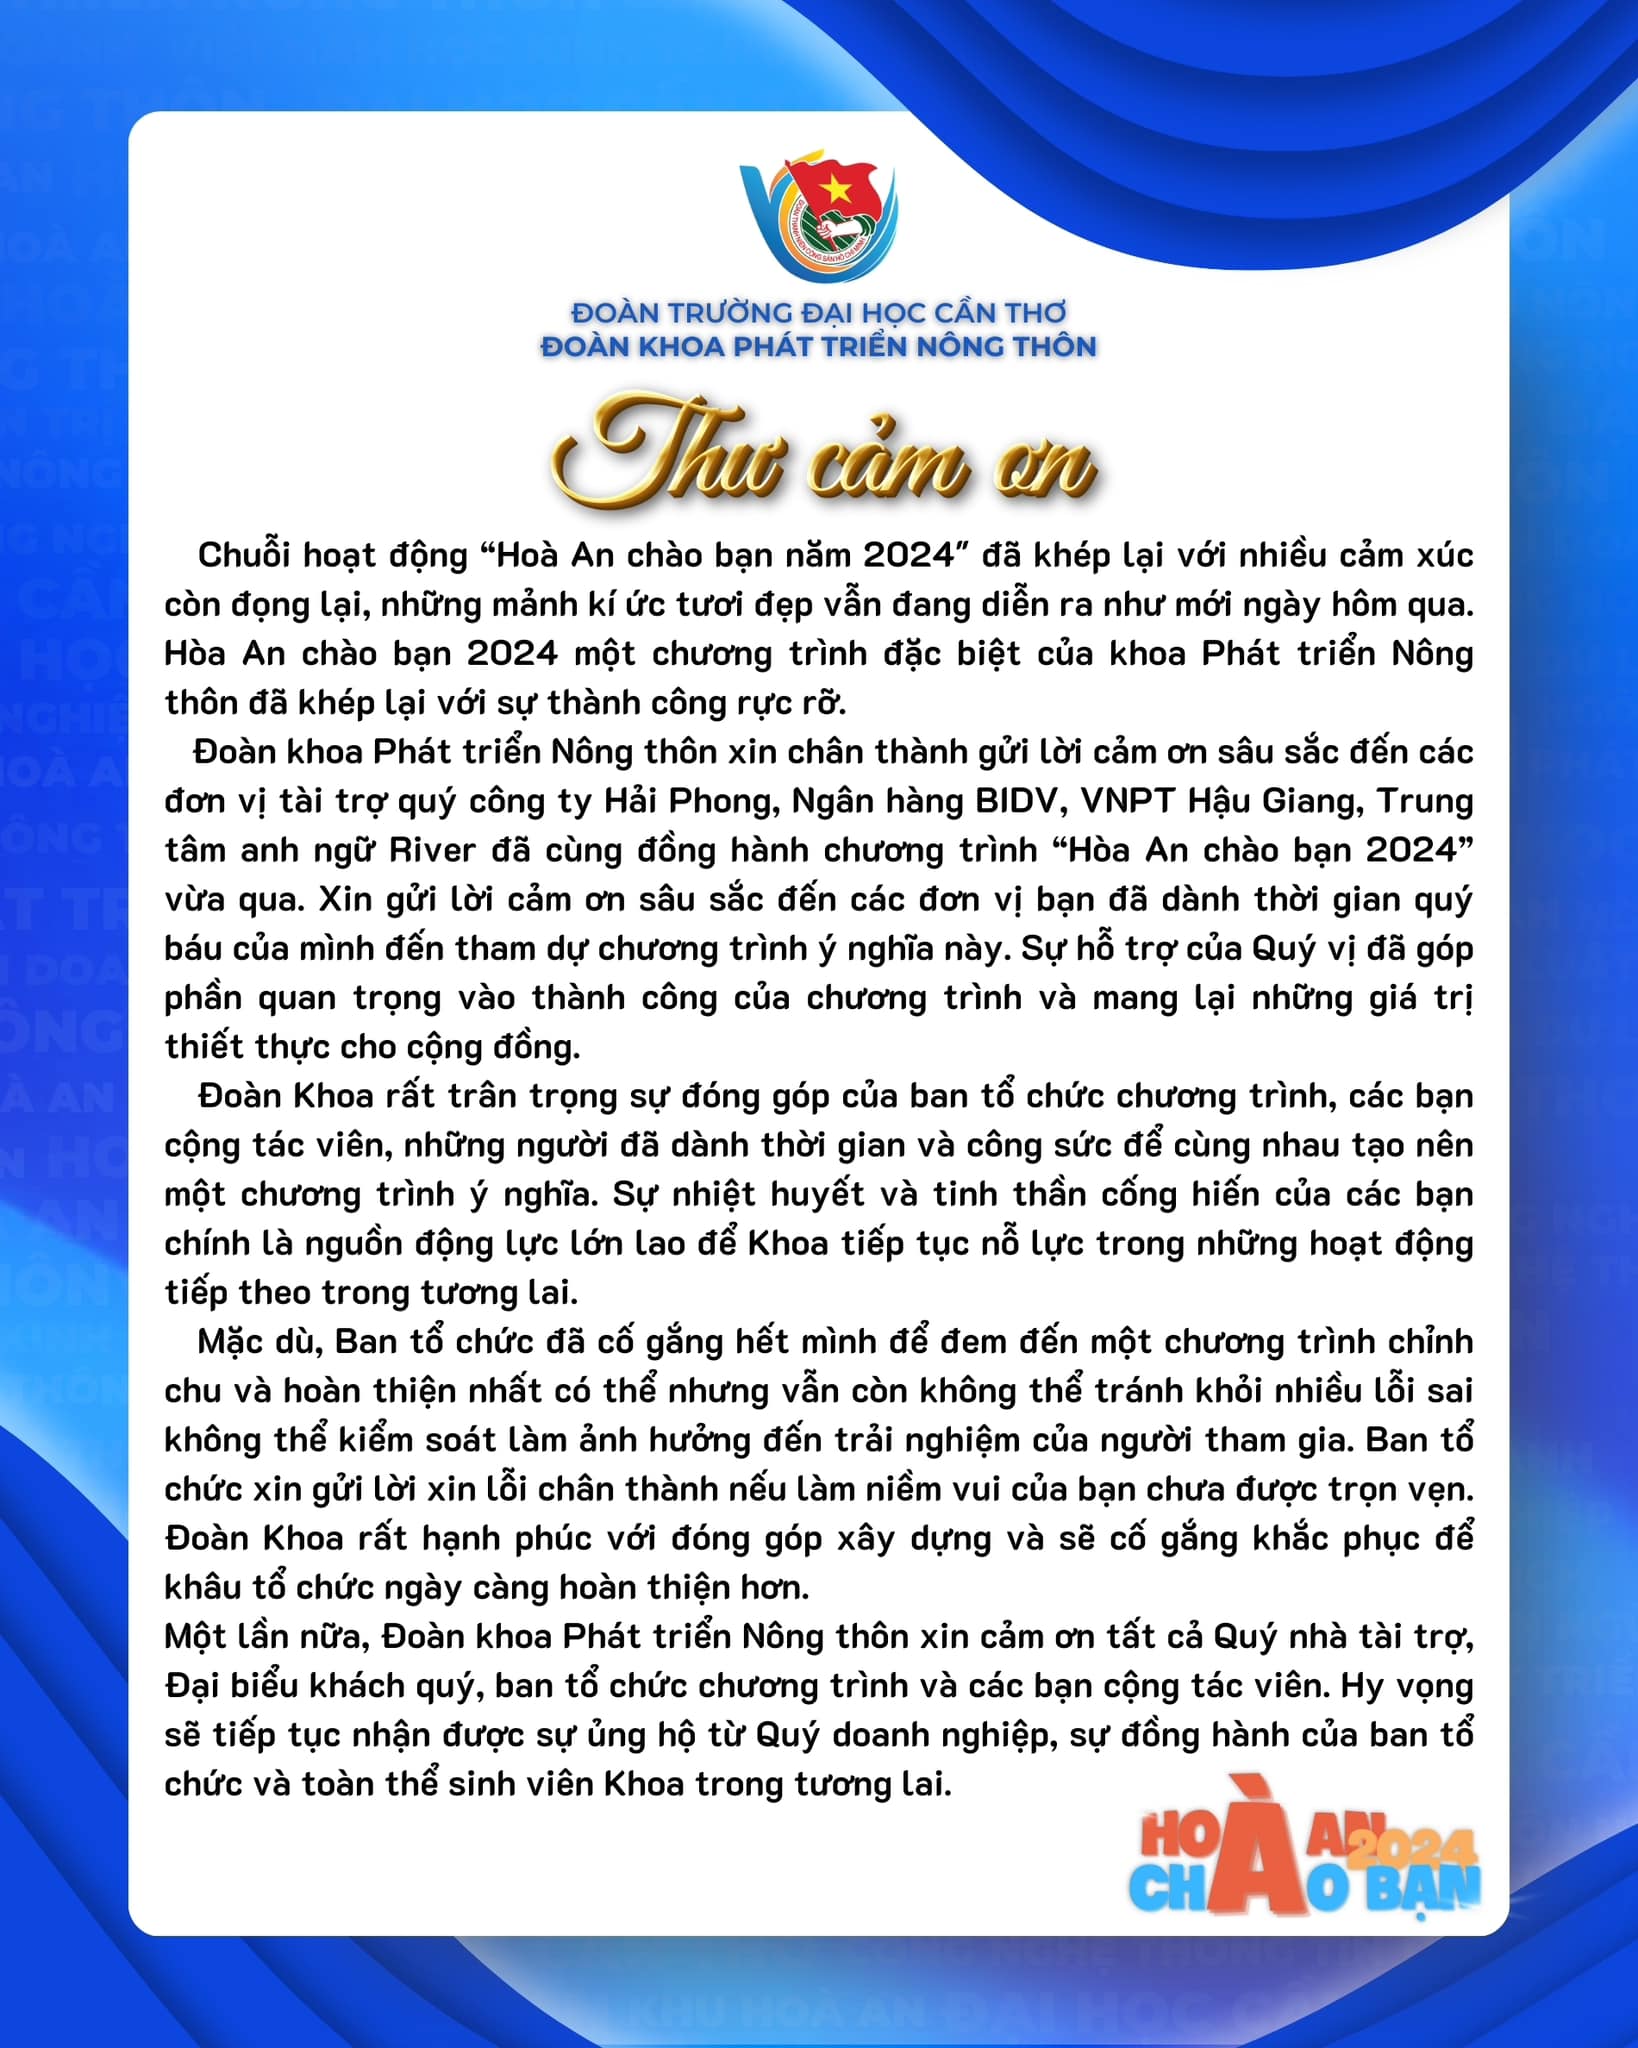 ĐOÀN THANH NIÊN CỘNG SẢN HỒ CHÍ MINH
ĐOÀN TRƯỜNG ĐẠI HỌC CẦN THƠ
ĐOÀN KHOA PHÁT TRIỂN NÔNG THÔN
Thư cảm ơn
Chuỗi hoạt động “Hoà An chào bạn năm 2024” đã khép lại với nhiều cảm xúc
còn đọng lại, những mảnh kí ức tươi đẹp vẫn đang diễn ra như mới ngày hôm qua.
Hòa An chào bạn 2024 một chương trình đặc biệt của khoa Phát triển Nông
thôn đã khép lại với sự thành công rực rỡ.
Đoàn khoa Phát triển Nông thôn xin chân thành gửi lời cảm ơn sâu sắc đến các
đơn vị tài trợ quý công ty Hải Phong, Ngân hàng BIDV, VNPT Hậu Giang, Trung
tâm anh ngữ River đã cùng đồng hành chương trình “Hòa An chào bạn 2024”
vừa qua. Xin gửi lời cảm ơn sâu sắc đến các đơn vị bạn đã dành thời gian quý
báu của mình đến tham dự chương trình ý nghĩa này. Sự hỗ trợ của Quý vị đã góp
phần quan trọng vào thành công của chương trình và mang lại những giá trị
thiết thực cho cộng đồng.
Đoàn Khoa rất trân trọng sự đóng góp của ban tổ chức chương trình, các bạn
cộng tác viên, những người đã dành thời gian và công sức để cùng nhau tạo nên
một chương trình ý nghĩa. Sự nhiệt huyết và tinh thần cống hiến của các bạn
chính là nguồn động lực lớn lao để Khoa tiếp tục nỗ lực trong những hoạt động
tiếp theo trong tương lai.
Mặc dù, Ban tổ chức đã cố gắng hết mình để đem đến một chương trình chỉnh
chu và hoàn thiện nhất có thể nhưng vẫn còn không thể tránh khỏi nhiều lỗi sai
không thể kiểm soát làm ảnh hưởng đến trải nghiệm của người tham gia. Ban tổ
chức xin gửi lời xin lỗi chân thành nếu làm niềm vui của bạn chưa được trọn vẹn.
Đoàn Khoa rất hạnh phúc với đóng góp xây dựng và sẽ cố gắng khắc phục để
khâu tổ chức ngày càng hoàn thiện hơn.
Một lần nữa, Đoàn khoa Phát triển Nông thôn xin cảm ơn tất cả Quý nhà tài trợ,
Đại biểu khách quý, ban tổ chức chương trình và các bạn cộng tác viên. Hy vọng
sẽ tiếp tục nhận được sự ủng hộ từ Quý doanh nghiệp, sự đồng hành của ban tổ
chức và toàn thể sinh viên Khoa trong tương lai.
HOÀ AN 2024
CHÀO BẠN
KHU HOÀ AN ĐẠI HỌC